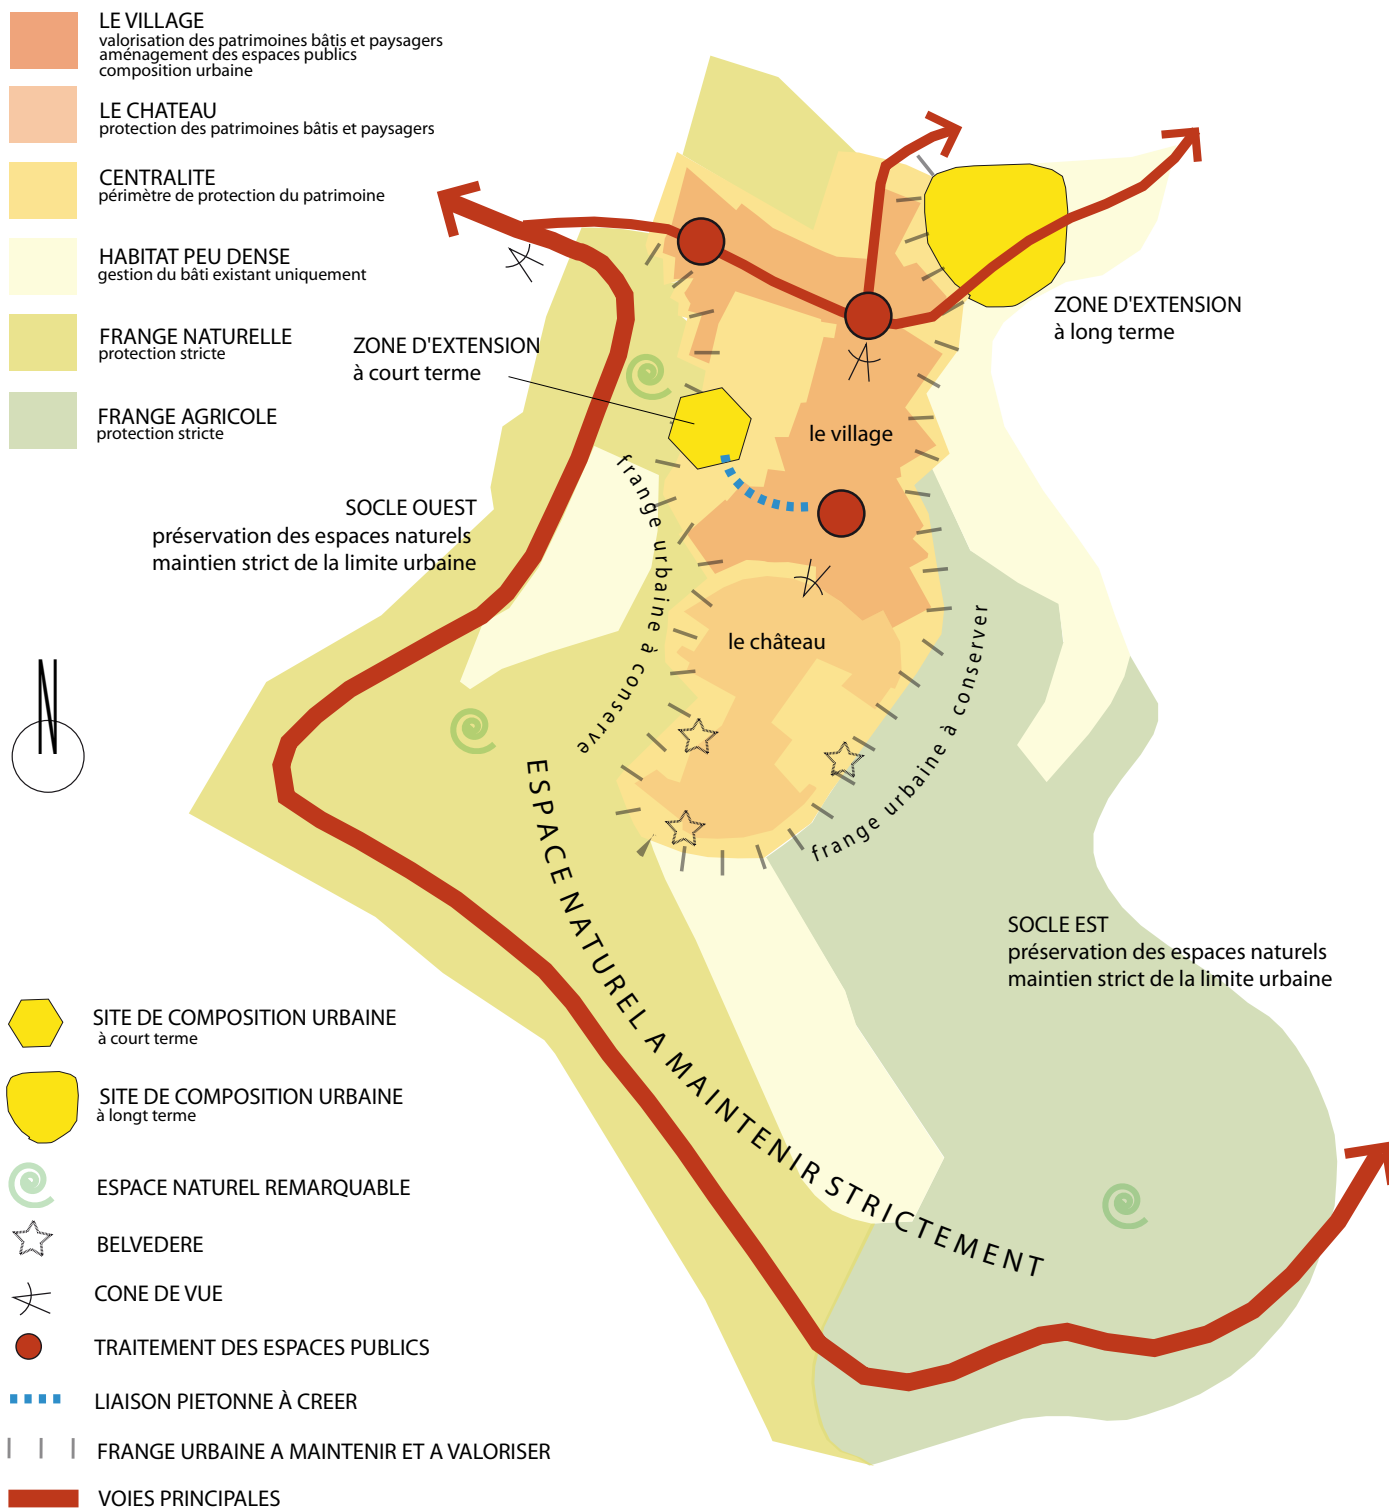 LE VILLAGE
valorisation des patrimoines bâtis et paysagers
aménagement des espaces publics
composition urbaine
LE CHATEAU
protection des patrimoines bâtis et paysagers
CENTRALITE
périmètre de protection du patrimoine
HABITAT PEU DENSE
gestion du bâti existant uniquement
FRANGE NATURELLE
protection stricte
FRANGE AGRICOLE
protection stricte
ZONE D'EXTENSION
à court terme
ZONE D'EXTENSION
à long terme
le village
SOCLE OUEST
préservation des espaces naturels
maintien strict de la limite urbaine
frange urbaine à conserve
le château
frange urbaine à conserver
N
ESPACE NATUREL A MAINTENIR STRICTEMENT
SOCLE EST
préservation des espaces naturels
maintien strict de la limite urbaine
SITE DE COMPOSITION URBAINE
à court terme
SITE DE COMPOSITION URBAINE
à longt terme
ESPACE NATUREL REMARQUABLE
BELVEDERE
CONE DE VUE
TRAITEMENT DES ESPACES PUBLICS
LIAISON PIETONNE À CREER
FRANGE URBAINE A MAINTENIR ET A VALORISER
VOIES PRINCIPALES